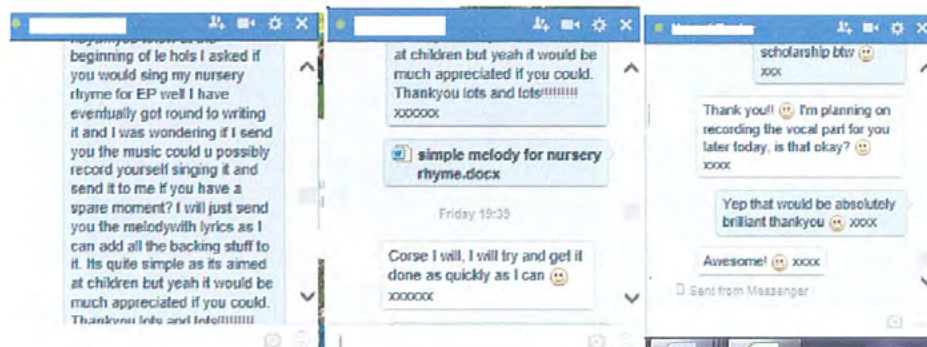 beginning of le hols I asked if
you would sing my nursery
rhyme for EP well I have
eventually got round to writing
it and I was wondering if I send
you the music could u possibly
record yourself singing it and
send it to me if you have a
spare moment? I will just send
you the melodywith lyrics as I
can add all the backing stuff to
it. Its quite simple as its aimed
at children but yeah it would be
much appreciated if you could.
Thankyou lots and lots!!!!!!!!!
at children but yeah it would be
much appreciated if you could.
Thankyou lots and lots!!!!!!!!!
xxxxxx
simple melody for nursery
rhyme.docx
Friday 19:39
Corse I will, I will try and get it
done as quickly as I can
xxxxxx
scholarship btw
xxx
Thank you!! I'm planning on
recording the vocal part for you
later today, is that okay?
xxxx
Yep that would be absolutely
brilliant thankyou xxxx
Awesome! xxxx
Sent from Messenger